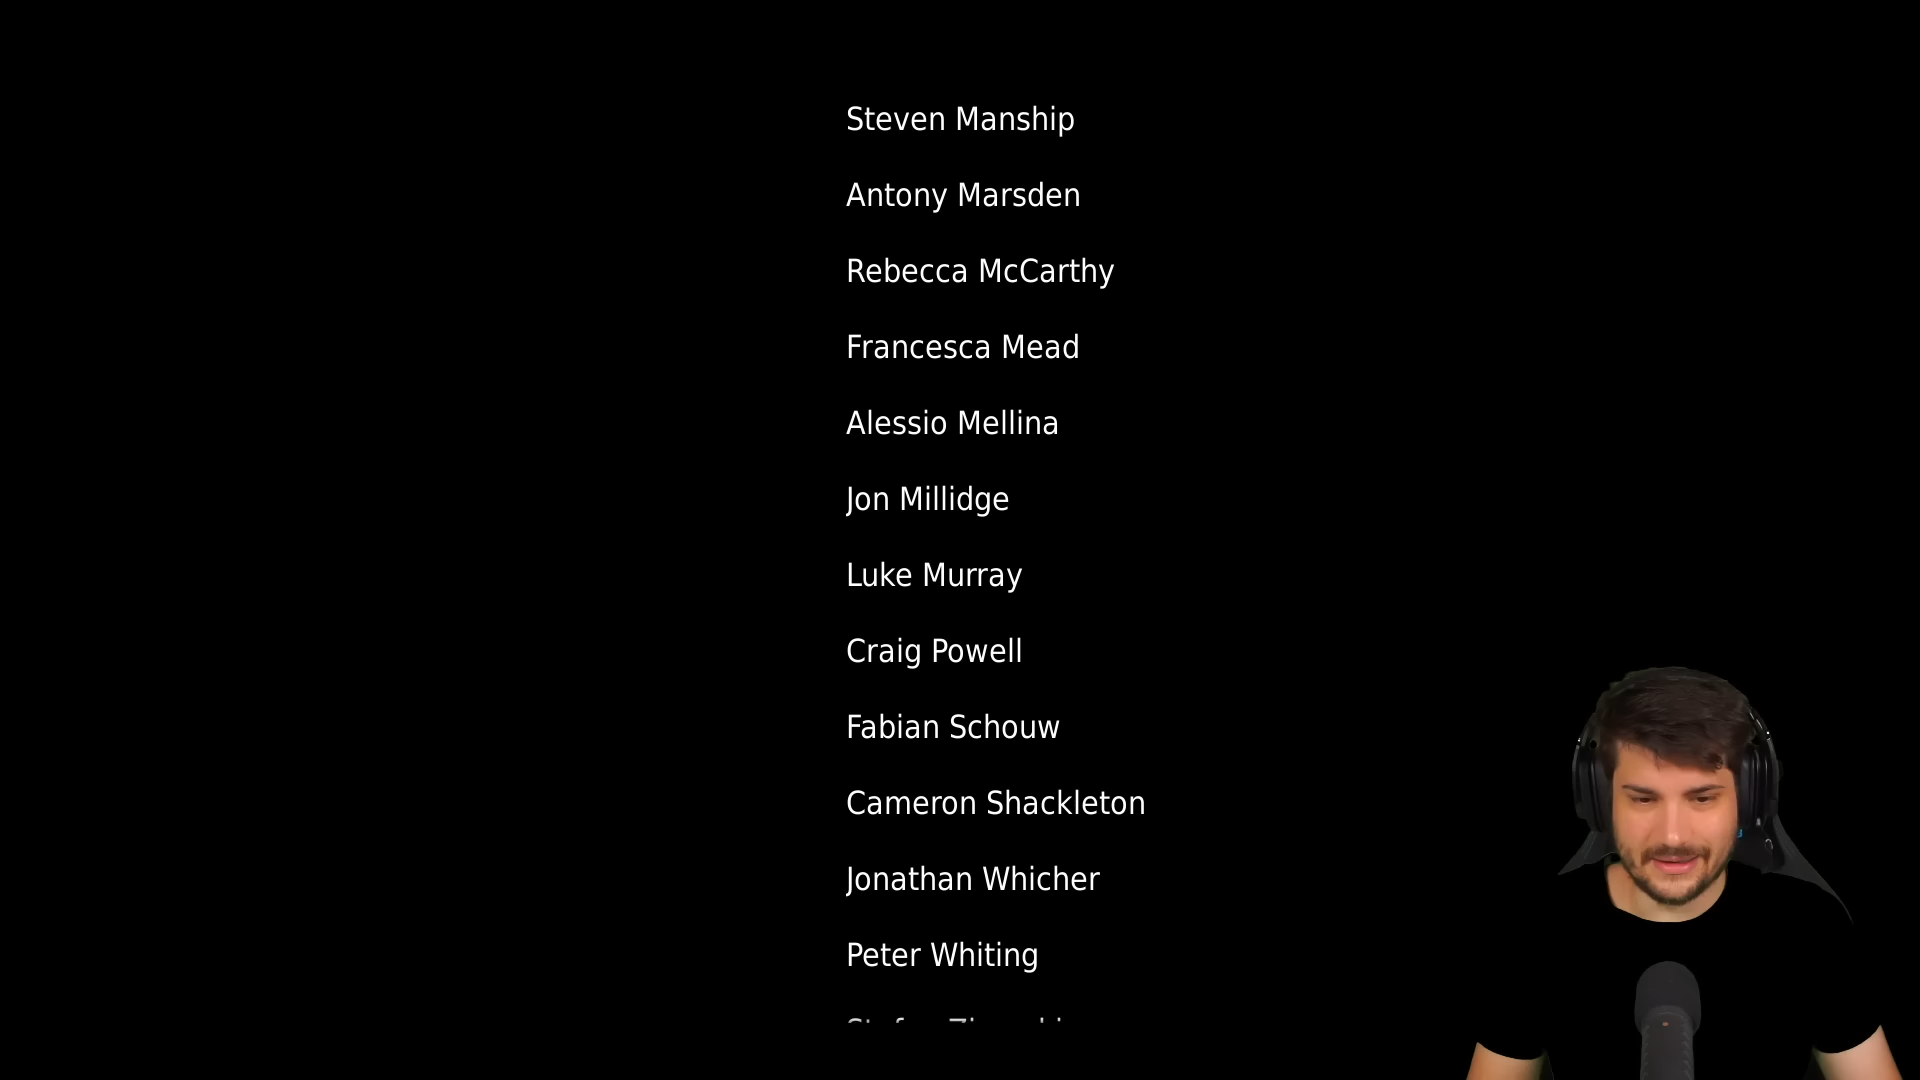 Steven Manship
Antony Marsden
Rebecca McCarthy
Francesca Mead
Alessio Mellina
Jon Millidge
Luke Murray
Craig Powell
Fabian Schouw
Cameron Shackleton
Jonathan Whicher
Peter Whiting